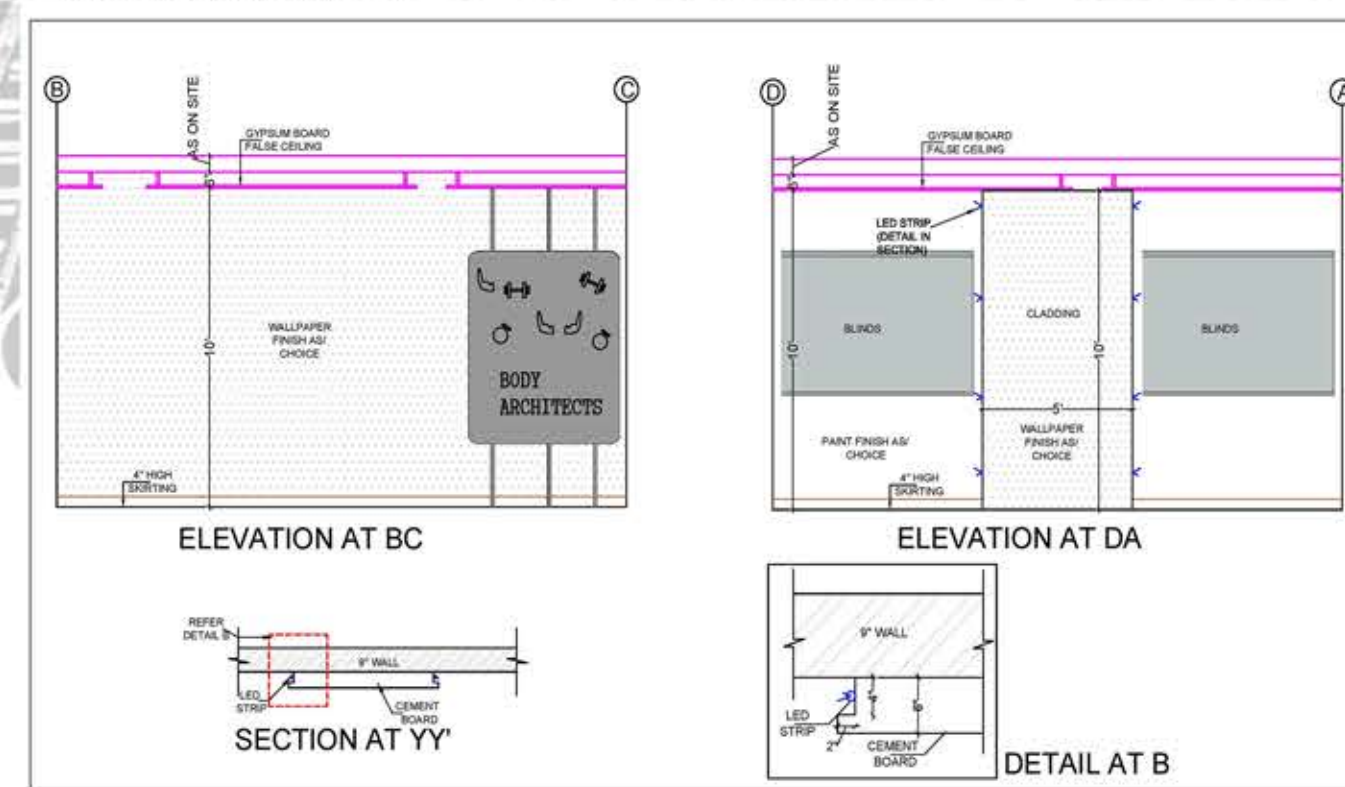 B
AS ON SITE
C
GYPSUM BOARD
FALSE CEILING
6"
10'
WALLPAPER
FINISH AS/
CHOICE
BODY
ARCHITECTS
4" HIGH
SKIRTING
ELEVATION AT BC
D
AS ON SITE
A
GYPSUM BOARD
FALSE CEILING
6"
LED STRIP
(DETAIL IN
SECTION)
BLINDS
CLADDING
BLINDS
10'
10'
5'
PAINT FINISH AS/
CHOICE
WALLPAPER
FINISH AS/
CHOICE
4" HIGH
SKIRTING
ELEVATION AT DA
REFER
DETAIL B
9" WALL
LED
STRIP
CEMENT
BOARD
SECTION AT YY'
9" WALL
4"
6"
LED
STRIP
2"
CEMENT
BOARD
DETAIL AT B